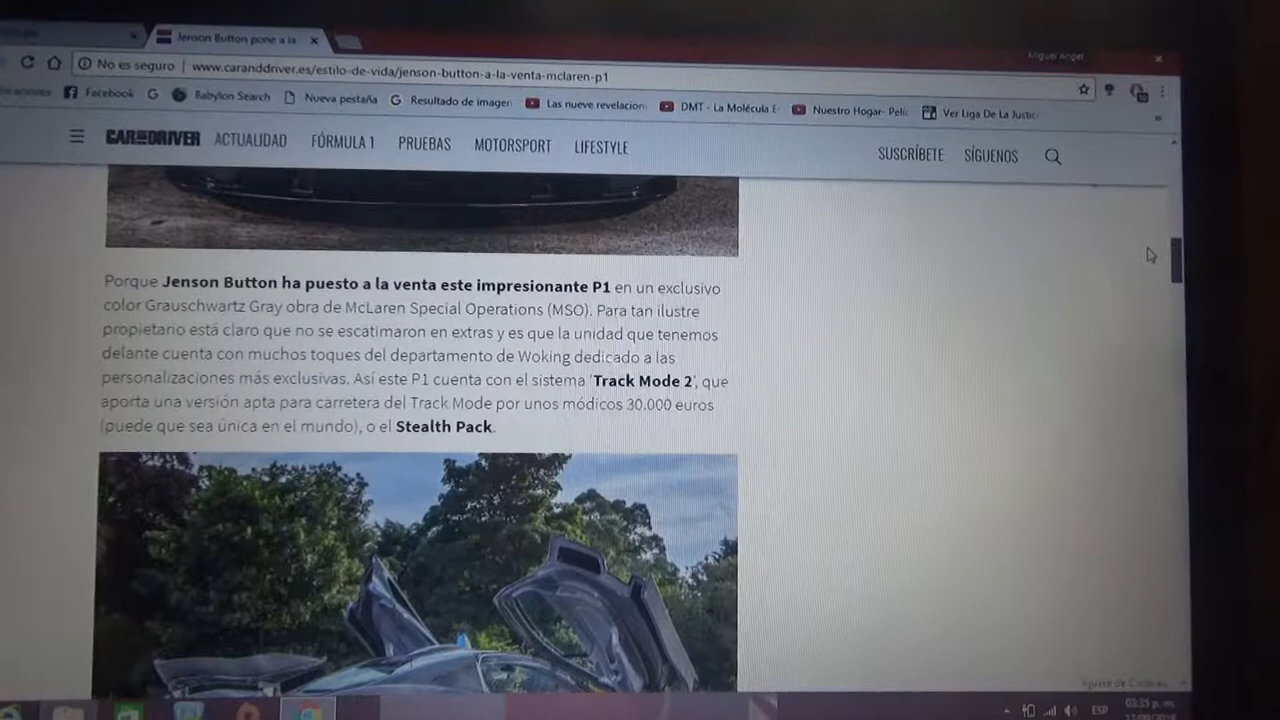 Jenson Button pone a la
Miguel Angel
No es seguro | www.caranddriver.es/estilo-de-vida/jenson-button-a-la-venta-mclaren-p1
Facebook
Babylon Search
Nueva pestaña
Resultado de imagen
Las nueve revelacion
DMT - La Molécula E
Nuestro Hogar- Pelíc
Ver Liga De La Justic
CAR AND DRIVER
ACTUALIDAD
FÓRMULA 1
PRUEBAS
MOTORSPORT
LIFESTYLE
SUSCRÍBETE
SÍGUENOS
Porque Jenson Button ha puesto a la venta este impresionante P1 en un exclusivo
color Grauschwartz Gray obra de McLaren Special Operations (MSO). Para tan ilustre
propietario está claro que no se escatimaron en extras y es que la unidad que tenemos
delante cuenta con muchos toques del departamento de Woking dedicado a las
personalizaciones más exclusivas. Así este P1 cuenta con el sistema 'Track Mode 2', que
aporta una versión apta para carretera del Track Mode por unos módicos 30.000 euros
(puede que sea única en el mundo), o el Stealth Pack.
Ajuste de Cookies
ESP
03:35 p. m.